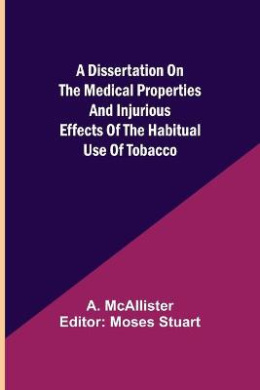 A Dissertation On
The Medical Properties
And Injurious
Effects Of The Habitual
Use Of Tobacco
A. McAllister
Editor: Moses Stuart